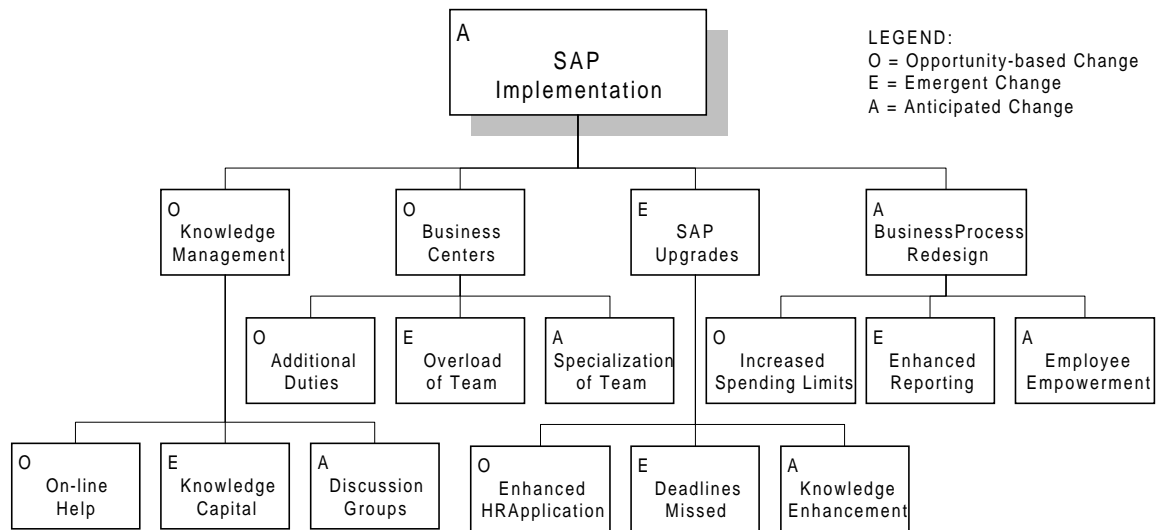 A
SAP
Implementation
LEGEND:
O = Opportunity-based Change
E = Emergent Change
A = Anticipated Change
O
Knowledge
Management
O
Business
Centers
E
SAP
Upgrades
A
BusinessProcess
Redesign
O
Additional
Duties
E
Overload
of Team
A
Specialization
of Team
O
Increased
Spending Limits
E
Enhanced
Reporting
A
Employee
Empowerment
O
On-line
Help
E
Knowledge
Capital
A
Discussion
Groups
O
Enhanced
HRApplication
E
Deadlines
Missed
A
Knowledge
Enhancement